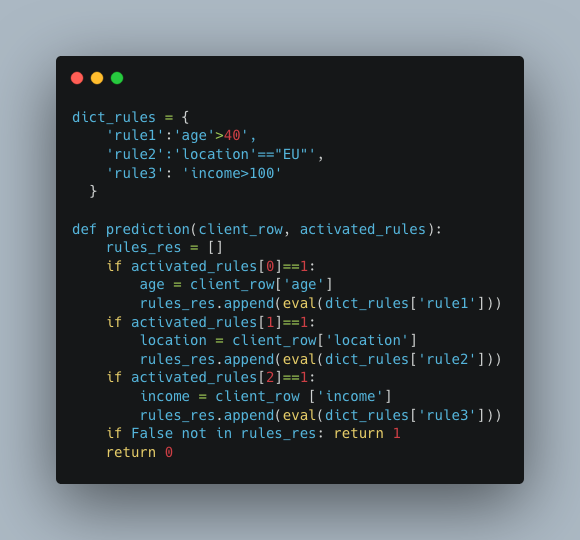 dict_rules = {
    'rule1':'age'>40',
    'rule2':'location'=="EU"',
    'rule3': 'income>100'
  }

def prediction(client_row, activated_rules):
    rules_res = []
    if activated_rules[0]==1:
        age = client_row['age']
        rules_res.append(eval(dict_rules['rule1']))
    if activated_rules[1]==1:
        location = client_row['location']
        rules_res.append(eval(dict_rules['rule2']))
    if activated_rules[2]==1:
        income = client_row ['income']
        rules_res.append(eval(dict_rules['rule3']))
    if False not in rules_res: return 1
    return 0